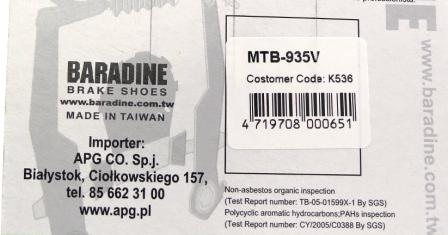 BARADINE
BRAKE SHOES
www.baradine.com.tw
MADE IN TAIWAN
Importer:
APG CO. Sp.j.
Białystok, Ciołkowskiego 157,
tel. 85 662 31 00
www.apg.pl
MTB-935V
Costomer Code: K536
4 719708 000651
Non-asbestos organic inspection
(Test Report number: TB-05-01599X-1 By SGS)
Polycyclic aromatic hydrocarbons;PAHs inspection
(Test Report number: CY/2005/C0388 By SGS)
www.baradine.com.tw